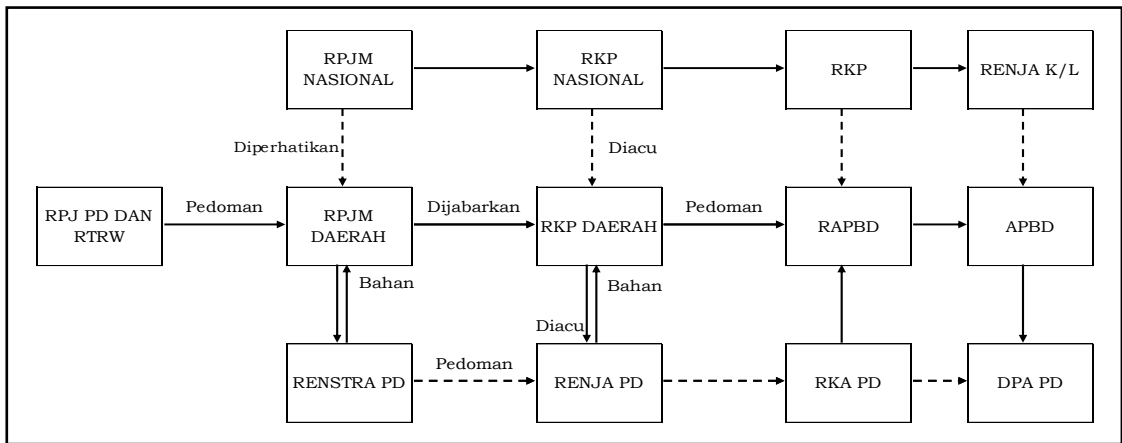 RPJM
NASIONAL
RKP
NASIONAL
RKP
RENJA K/L
Diperhatikan
Diacu
RPJ PD DAN
RTRW
Pedoman
RPJM
DAERAH
Dijabarkan
RKP DAERAH
Pedoman
RAPBD
APBD
Bahan
Bahan
Diacu
RENSTRA PD
Pedoman
RENJA PD
RKA PD
DPA PD